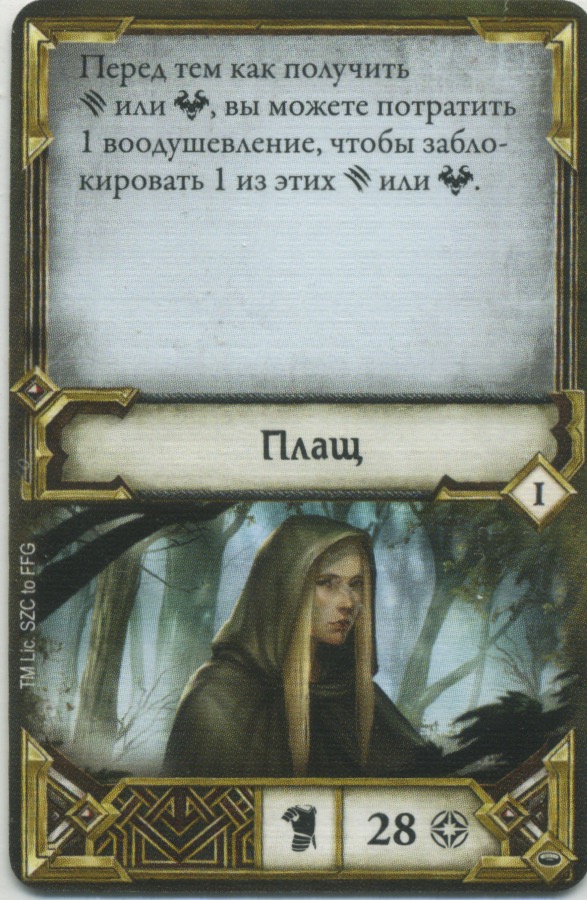 Перед тем как получить
или , вы можете потратить
1 воодушевление, чтобы забло-
кировать 1 из этих или .
Плащ
I
TM Lic. SZC to FFG
28